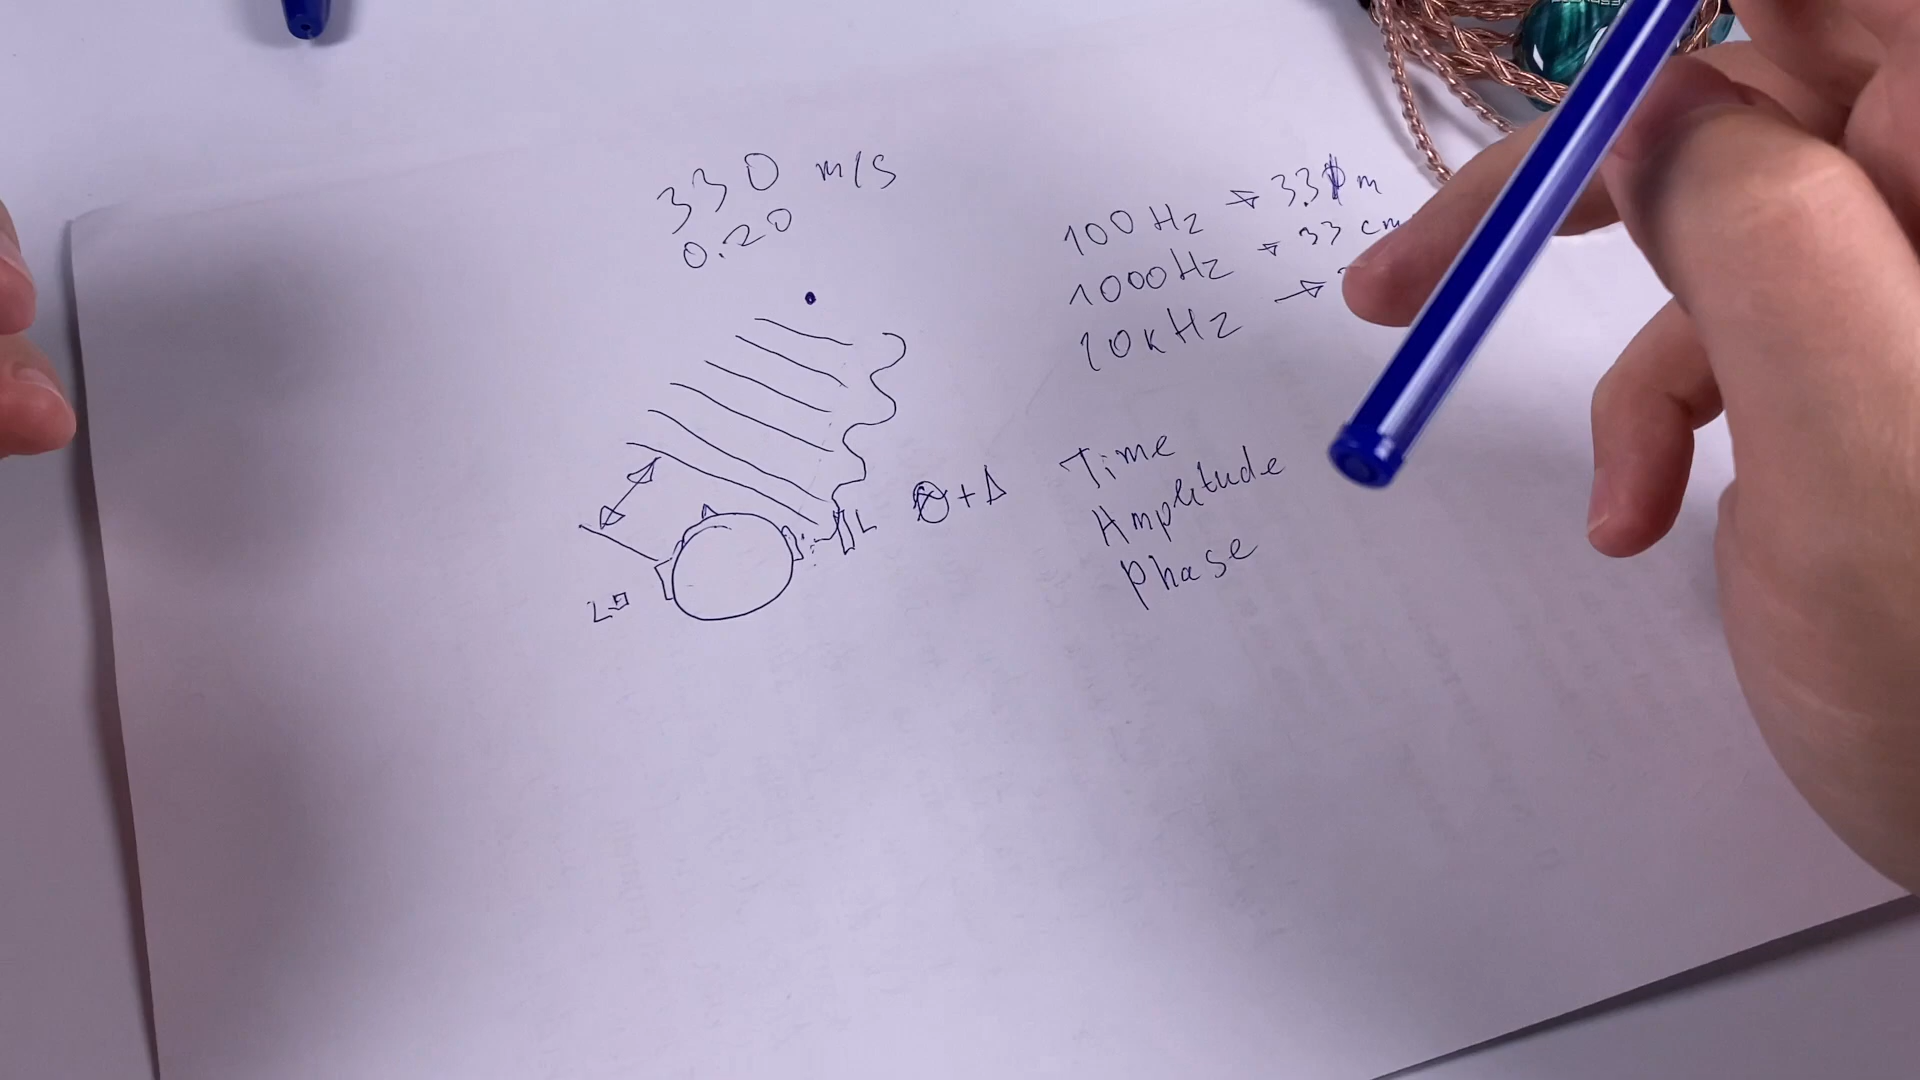 330 m/s
0.20
100 Hz → 3.3 m
1000 Hz → 33 cm
10 kHz →
Time
Amplitude
Phase
+ Δ
L
L